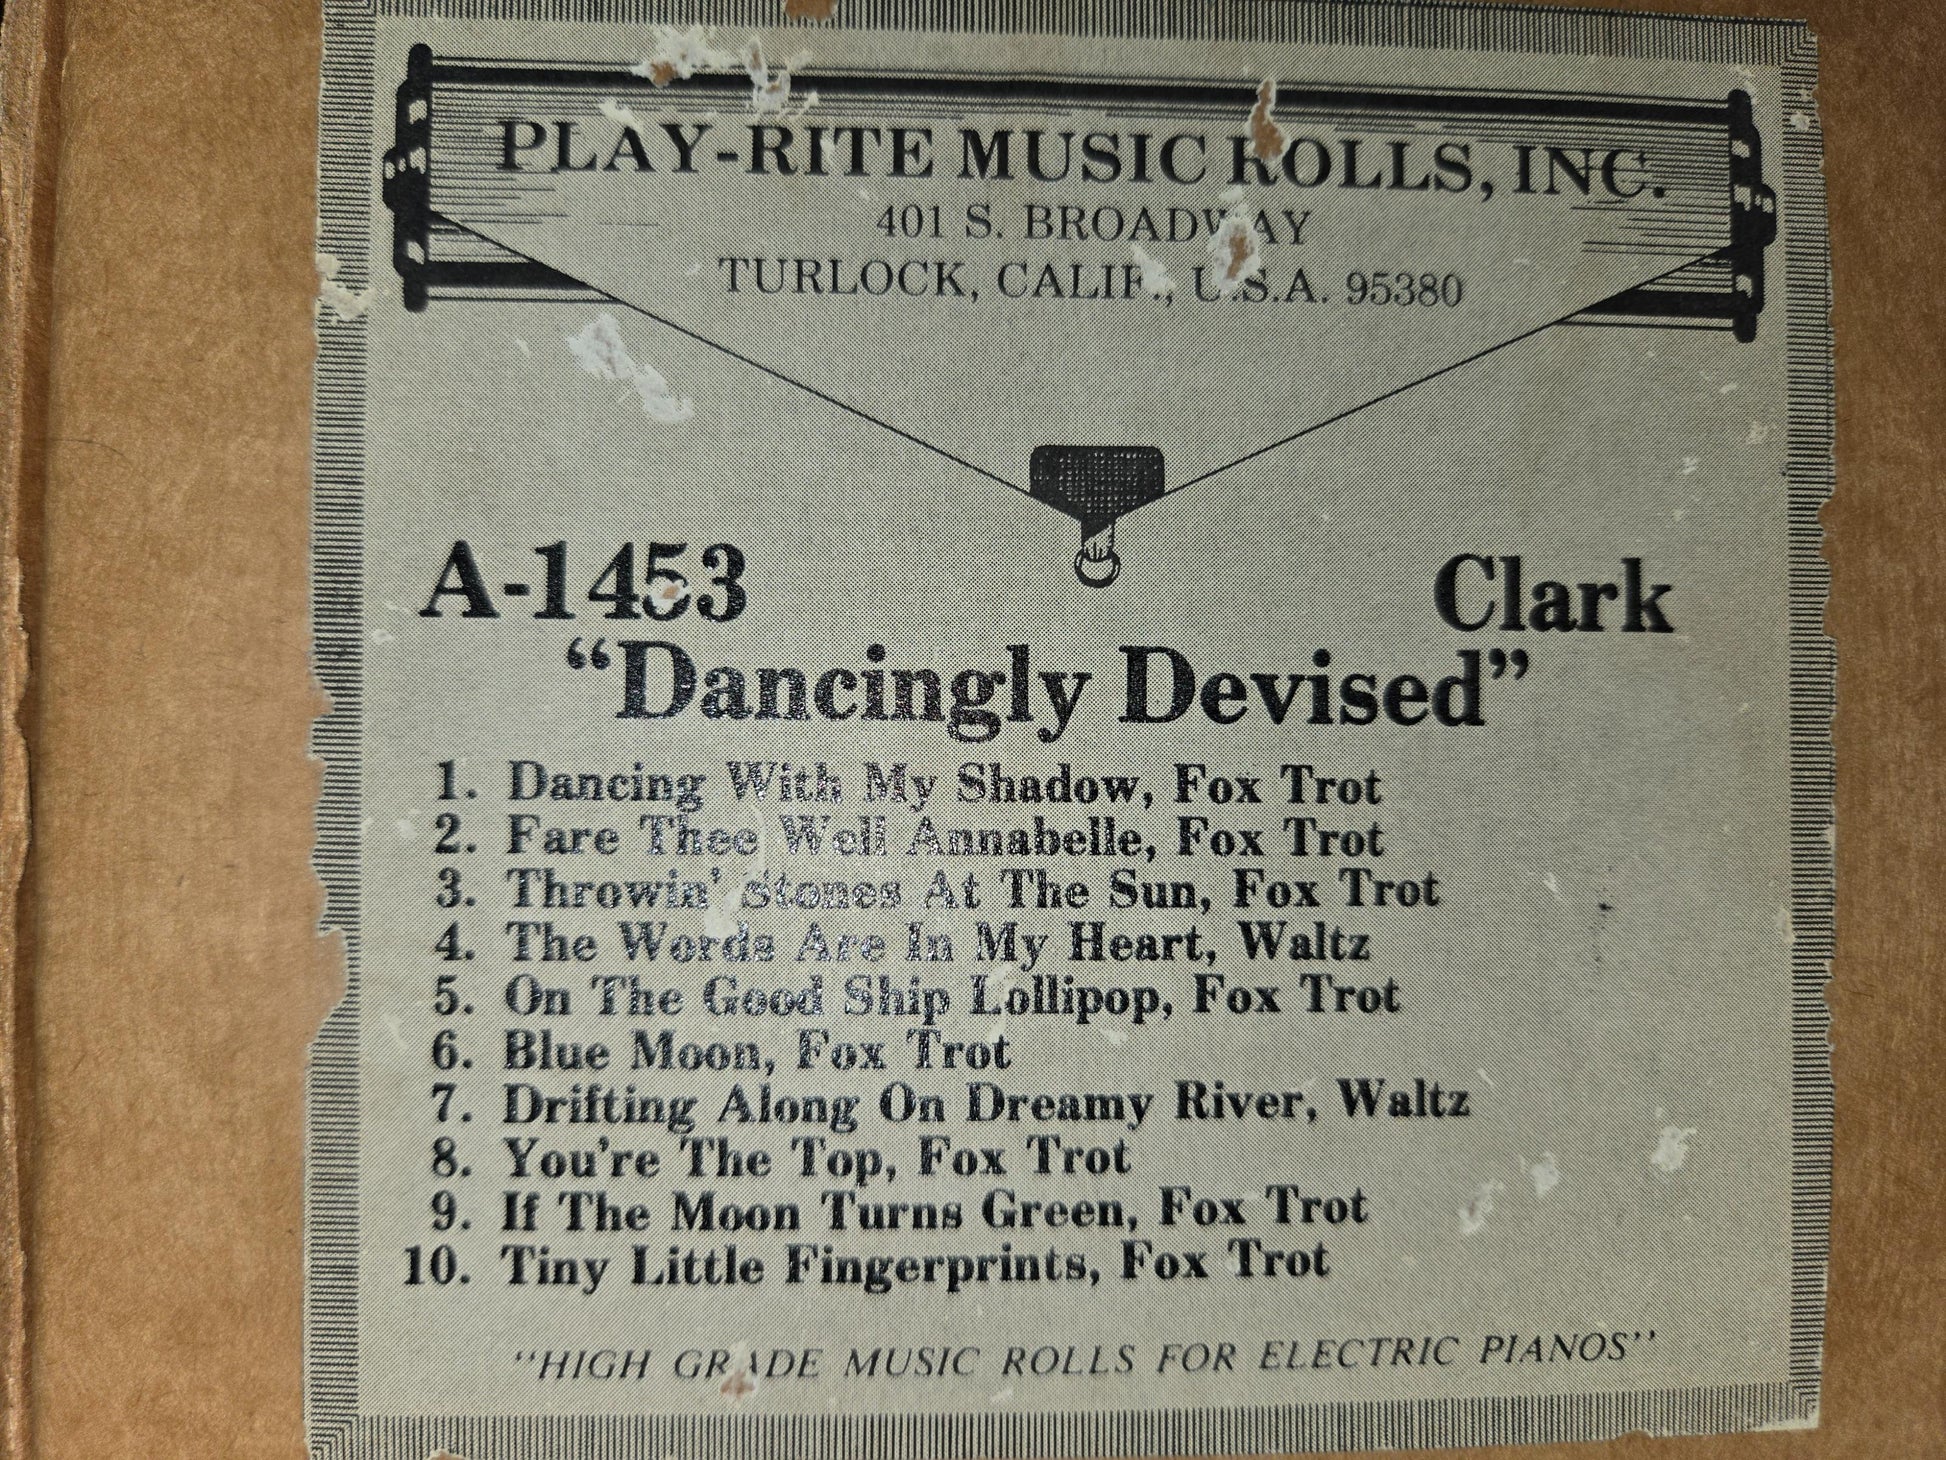 PLAY-RITE MUSIC ROLLS, INC.
401 S. BROADWAY
TURLOCK, CALIF., U.S.A. 95380
A-1453 Clark
“Dancingly Devised”
1. Dancing With My Shadow, Fox Trot
2. Fare Thee Well Annabelle, Fox Trot
3. Throwin’ Stones At The Sun, Fox Trot
4. The Words Are In My Heart, Waltz
5. On The Good Ship Lollipop, Fox Trot
6. Blue Moon, Fox Trot
7. Drifting Along On Dreamy River, Waltz
8. You’re The Top, Fox Trot
9. If The Moon Turns Green, Fox Trot
10. Tiny Little Fingerprints, Fox Trot
“HIGH GRADE MUSIC ROLLS FOR ELECTRIC PIANOS”